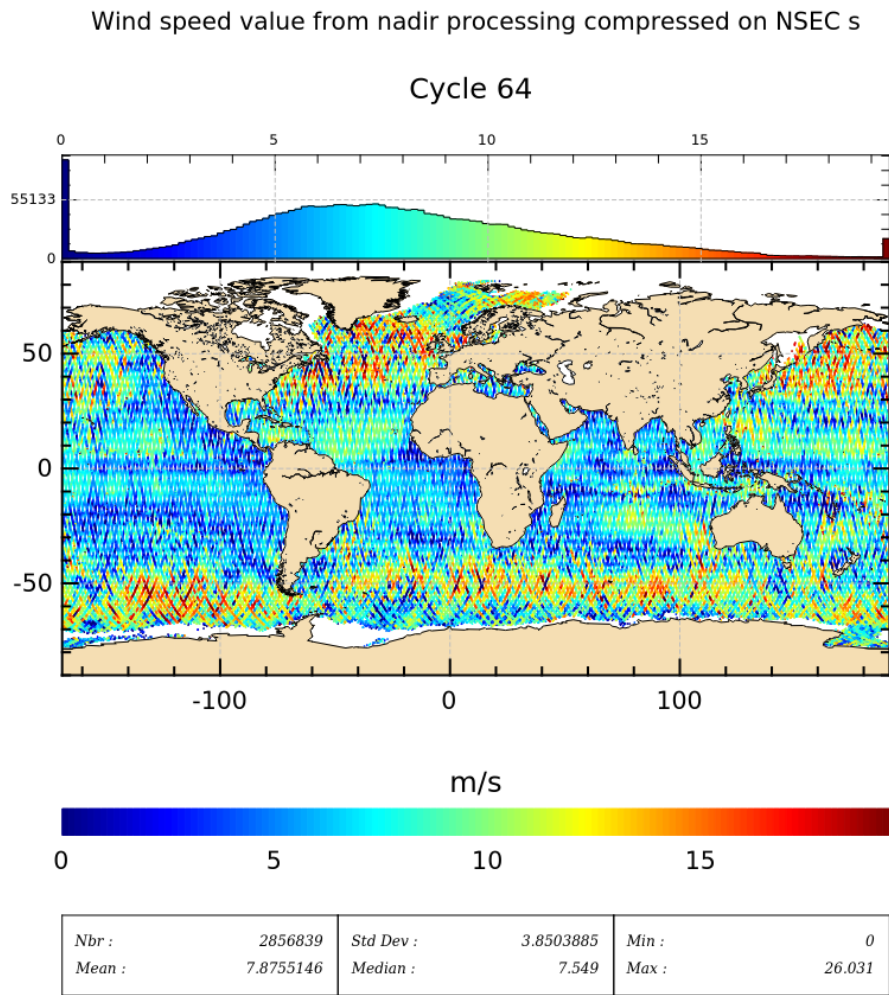 Wind speed value from nadir processing compressed on NSEC s
Cycle 64
0 5 10 15
55133
0
50
0
-50
-100 0 100
m/s
0 5 10 15
Nbr : 2856839 Std Dev : 3.8503885 Min : 0
Mean : 7.8755146 Median : 7.549 Max : 26.031